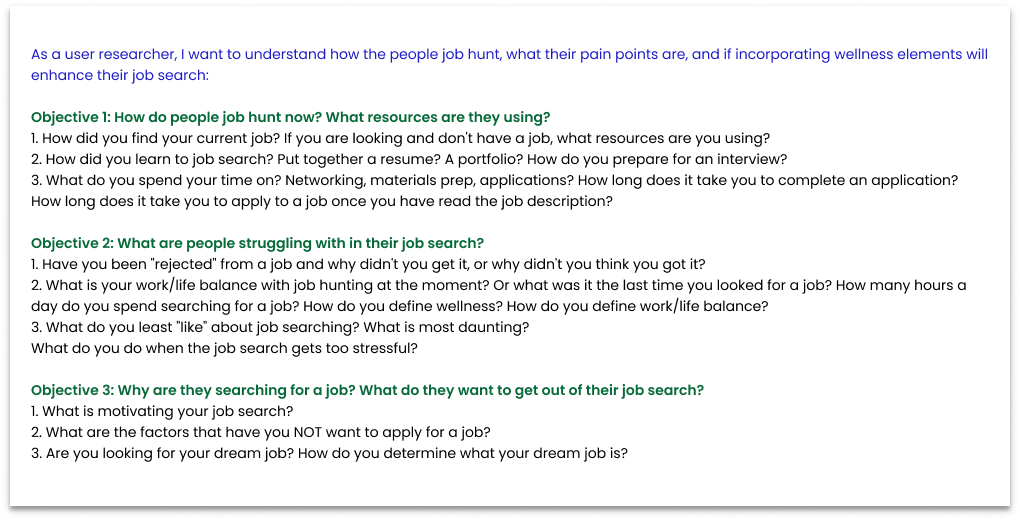 As a user researcher, I want to understand how the people job hunt, what their pain points are, and if incorporating wellness elements will
enhance their job search:
Objective 1: How do people job hunt now? What resources are they using?
1. How did you find your current job? If you are looking and don't have a job, what resources are you using?
2. How did you learn to job search? Put together a resume? A portfolio? How do you prepare for an interview?
3. What do you spend your time on? Networking, materials prep, applications? How long does it take you to complete an application?
How long does it take you to apply to a job once you have read the job description?
Objective 2: What are people struggling with in their job search?
1. Have you been "rejected" from a job and why didn't you get it, or why didn't you think you got it?
2. What is your work/life balance with job hunting at the moment? Or what was it the last time you looked for a job? How many hours a
day do you spend searching for a job? How do you define wellness? How do you define work/life balance?
3. What do you least "like" about job searching? What is most daunting?
What do you do when the job search gets too stressful?
Objective 3: Why are they searching for a job? What do they want to get out of their job search?
1. What is motivating your job search?
2. What are the factors that have you NOT want to apply for a job?
3. Are you looking for your dream job? How do you determine what your dream job is?